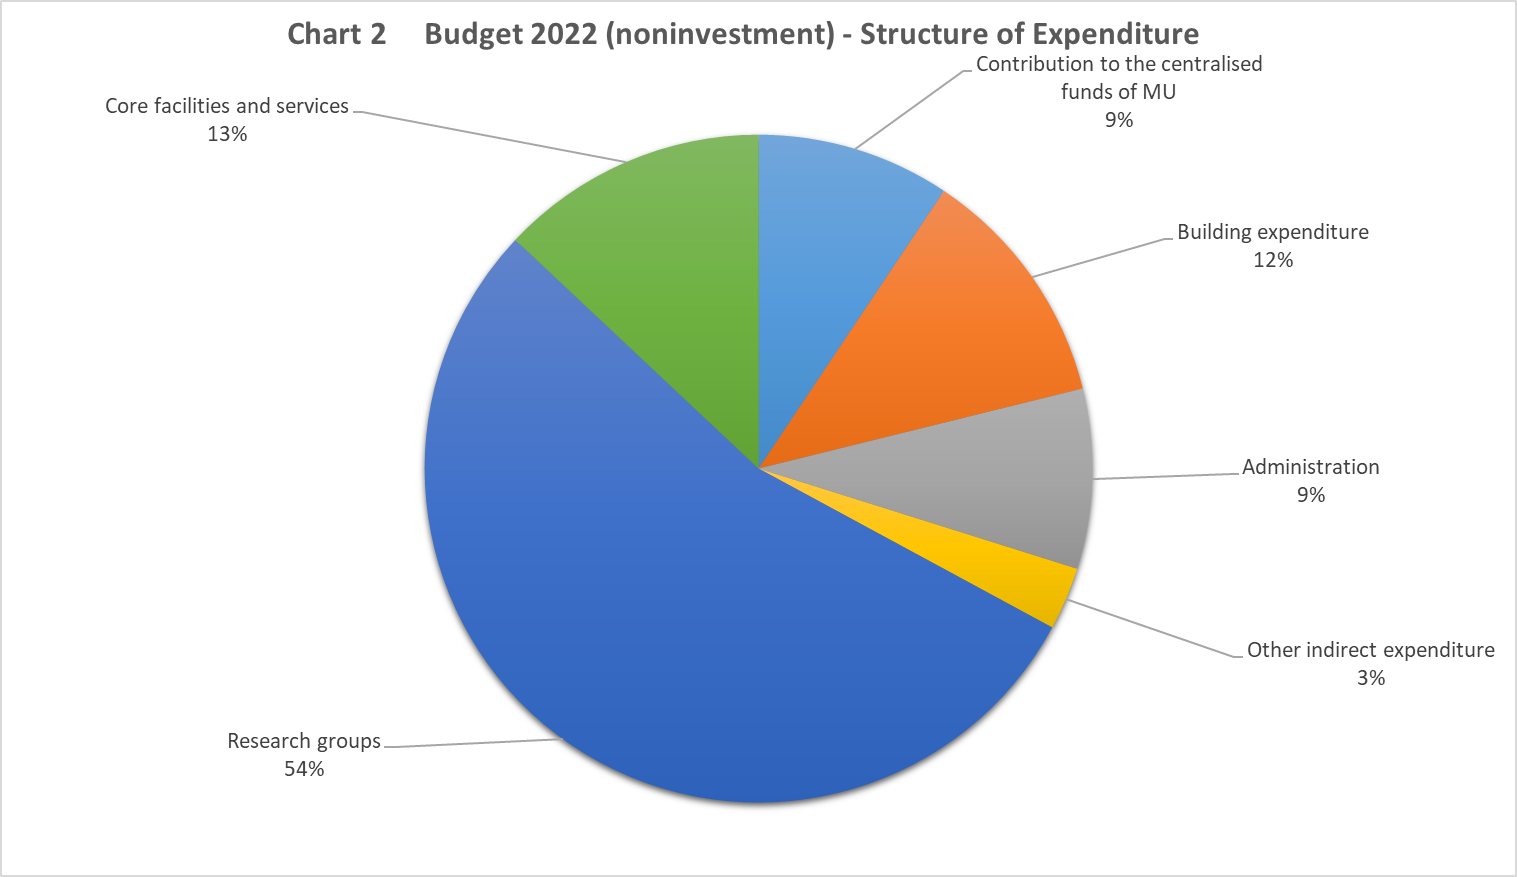 Chart 2 Budget 2022 (noninvestment) - Structure of Expenditure
Contribution to the centralised
funds of MU
9%
Core facilities and services
13%
Building expenditure
12%
Administration
9%
Other indirect expenditure
3%
Research groups
54%